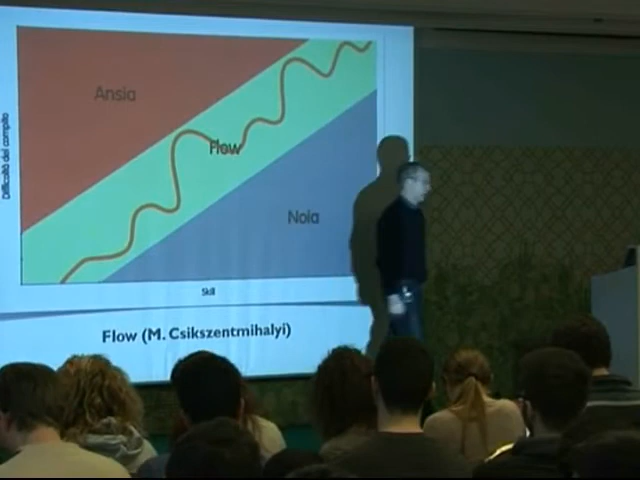 Ansia
Flow
Noia
Difficoltà del compito
Skill
Flow (M. Csikszentmihalyi)